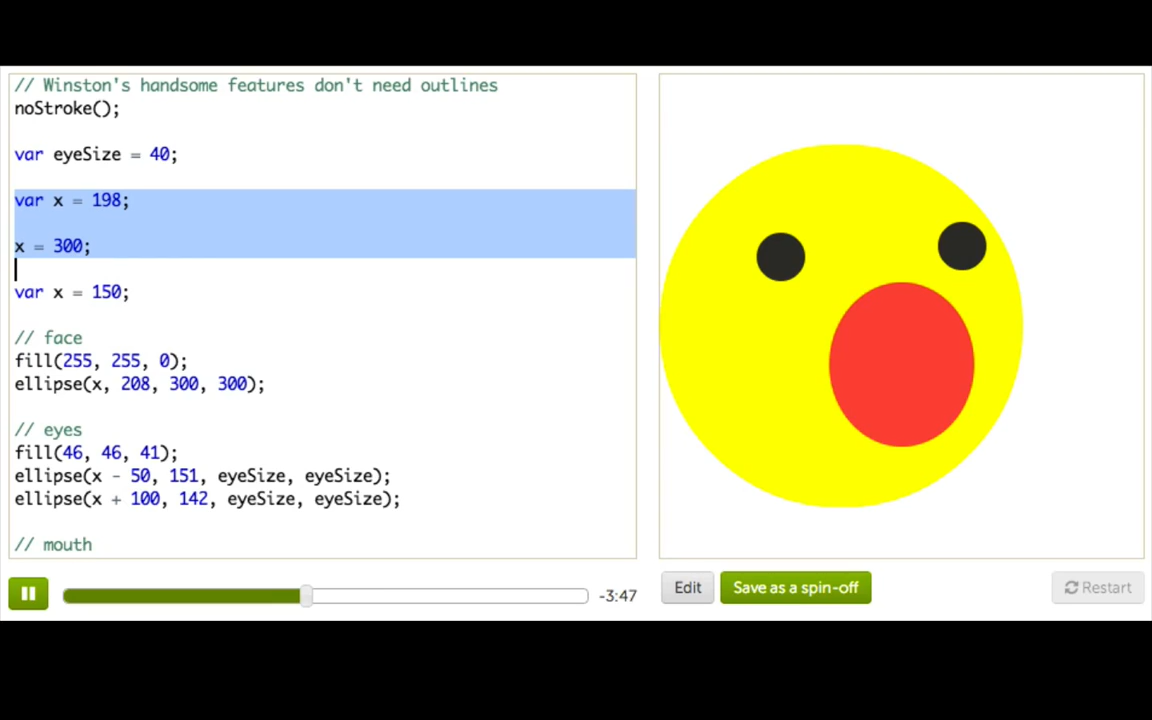 // Winston's handsome features don't need outlines
noStroke();
var eyeSize = 40;
var x = 198;
x = 300;
var x = 150;
// face
fill(255, 255, 0);
ellipse(x, 208, 300, 300);
// eyes
fill(46, 46, 41);
ellipse(x - 50, 151, eyeSize, eyeSize);
ellipse(x + 100, 142, eyeSize, eyeSize);
// mouth
-3:47
Edit
Save as a spin-off
Restart